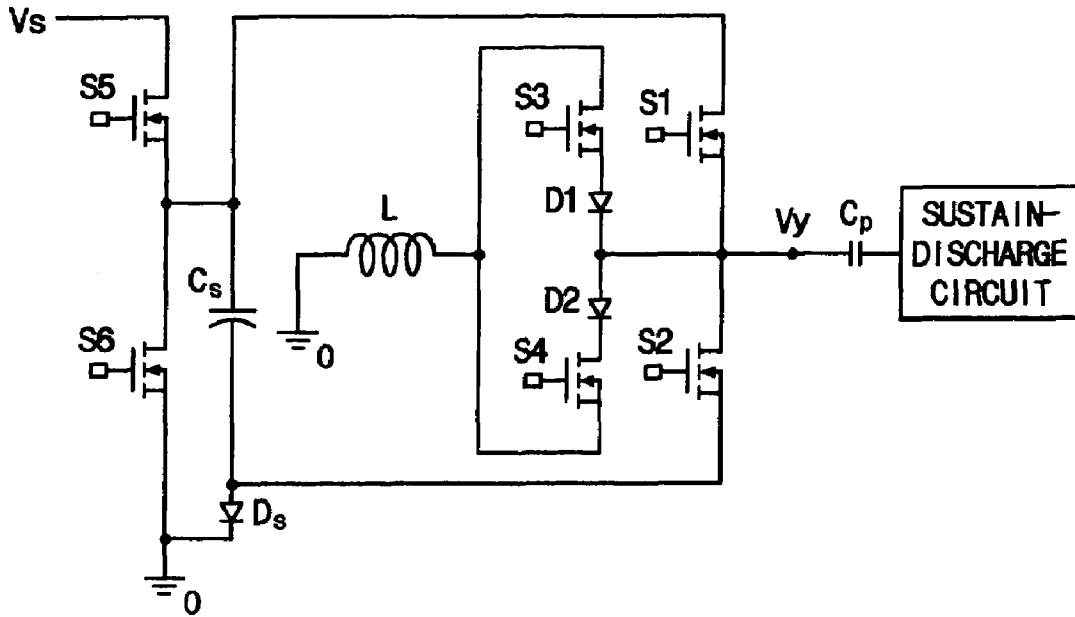 Vs
S5
S3
S1
D1
L
Vy
Cp
SUSTAIN-
DISCHARGE
CIRCUIT
Cs
D2
S6
0
S4
S2
Ds
0